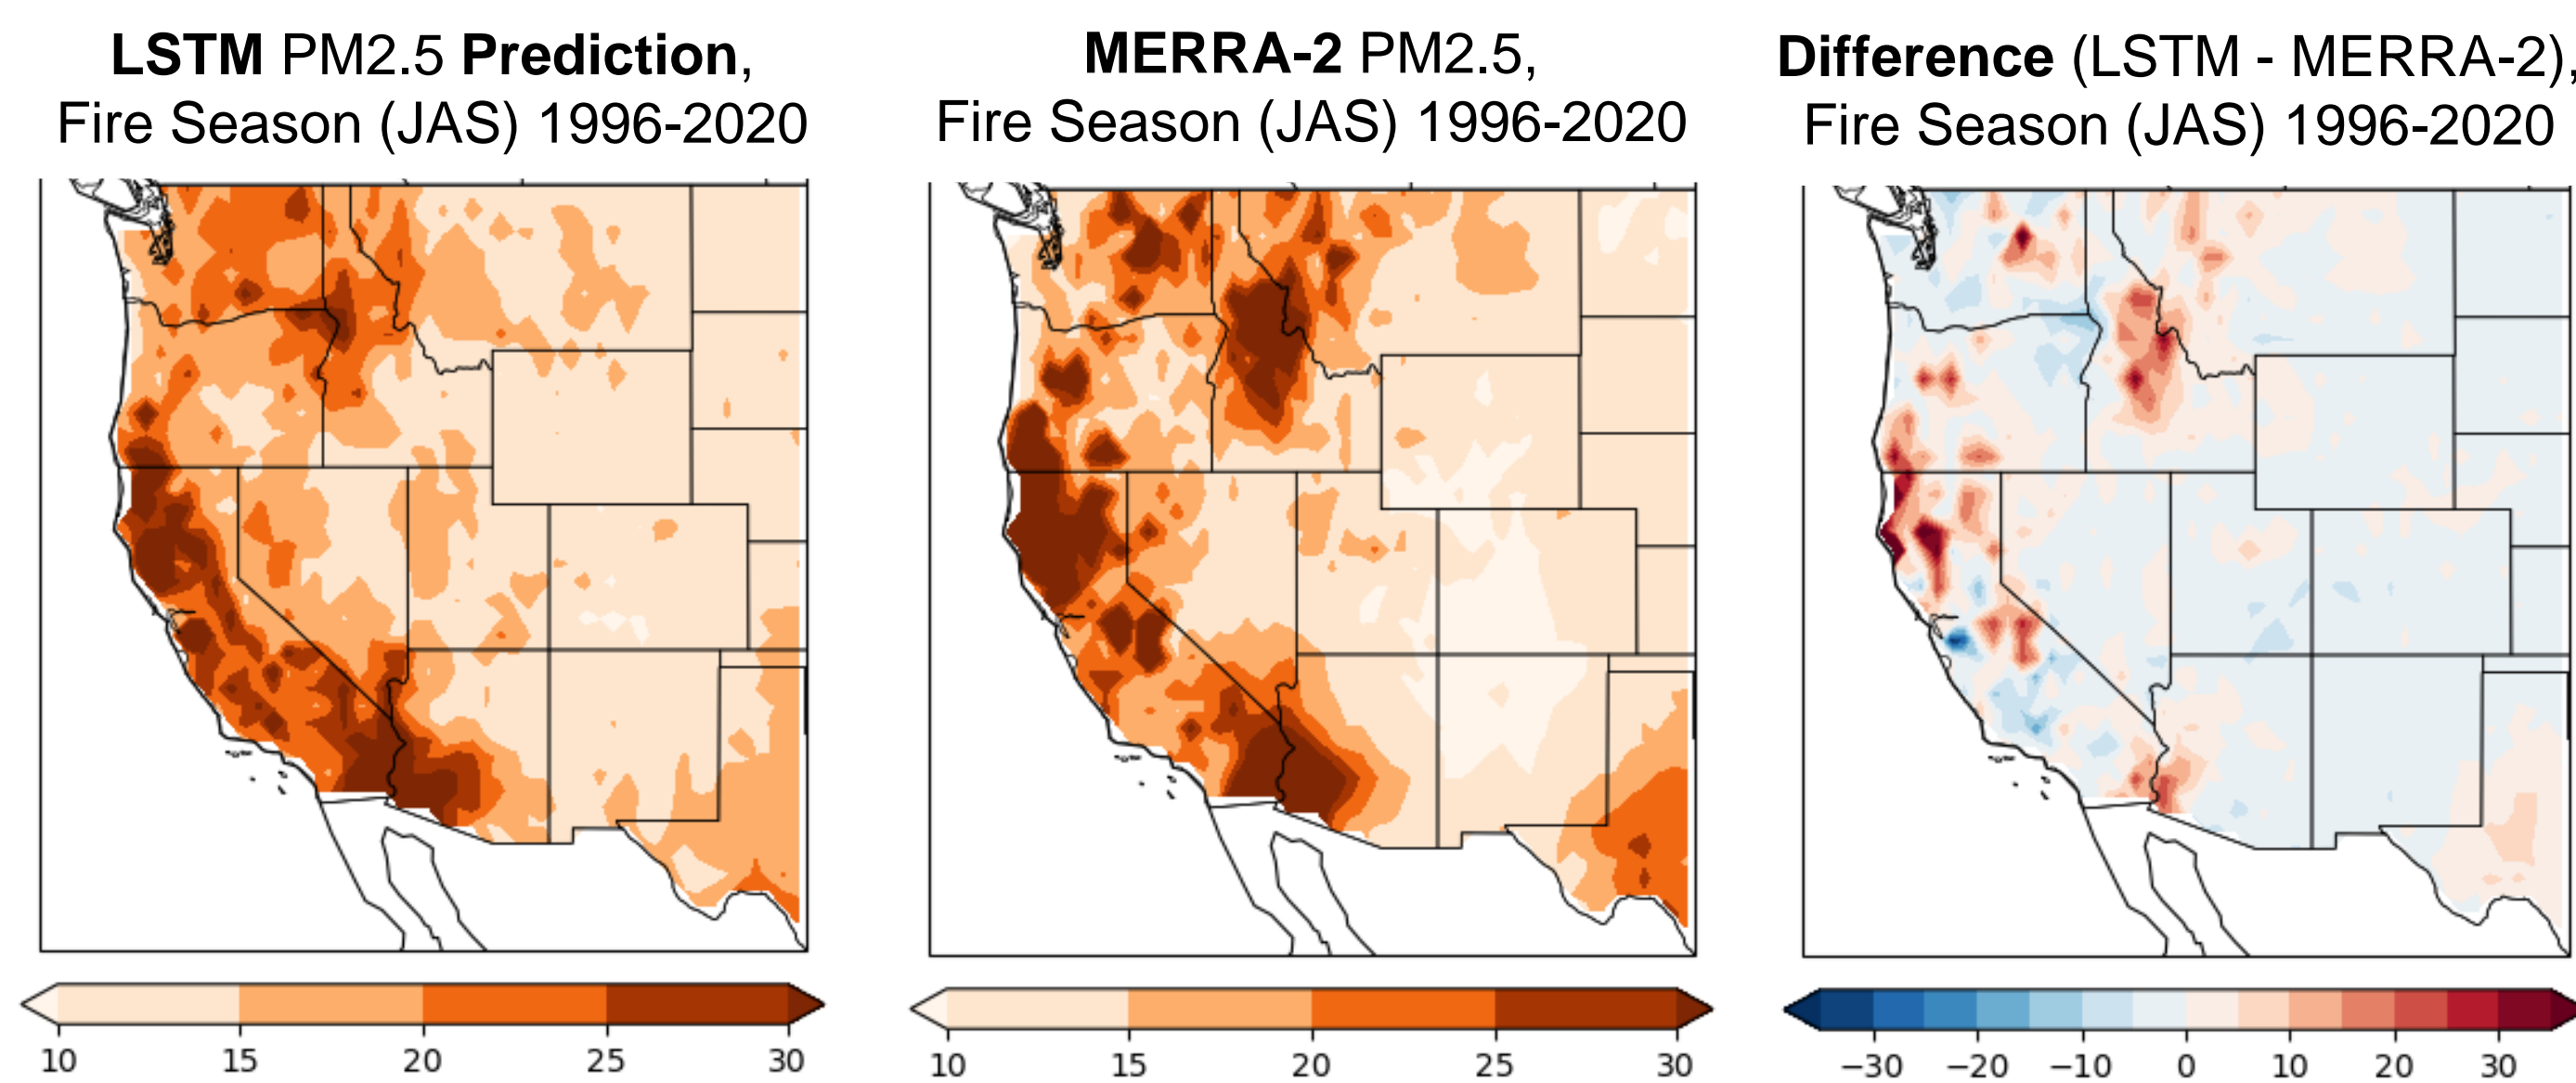 LSTM PM2.5 Prediction,
Fire Season (JAS) 1996-2020
MERRA-2 PM2.5,
Fire Season (JAS) 1996-2020
Difference (LSTM - MERRA-2),
Fire Season (JAS) 1996-2020
10 15 20 25 30
10 15 20 25 30
−30 −20 −10 0 10 20 30